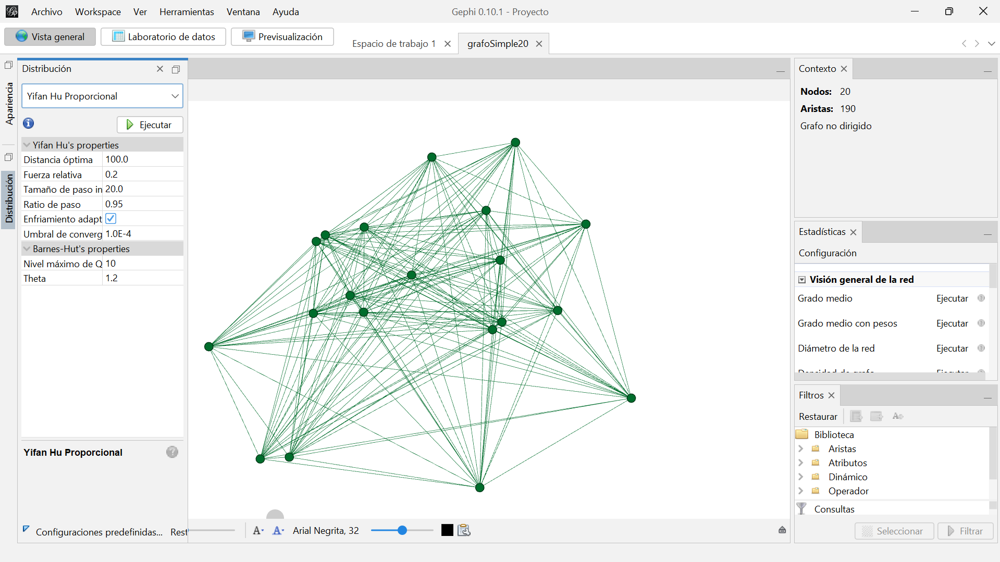 Archivo Workspace Ver Herramientas Ventana Ayuda
Gephi 0.10.1 - Proyecto
Vista general Laboratorio de datos Previsualización
Espacio de trabajo 1 grafoSimple20
Apariencia
Distribución
Distribución
Yifan Hu Proporcional
Ejecutar
Yifan Hu's properties
Distancia óptima 100.0
Fuerza relativa 0.2
Tamaño de paso in 20.0
Ratio de paso 0.95
Enfriamiento adapt
Umbral de converg 1.0E-4
Barnes-Hut's properties
Nivel máximo de Q 10
Theta 1.2
Yifan Hu Proporcional
Configuraciones predefinidas... Rest
Arial Negrita, 32
Contexto
Nodos: 20
Aristas: 190
Grafo no dirigido
Estadísticas
Configuración
Visión general de la red
Grado medio Ejecutar
Grado medio con pesos Ejecutar
Diámetro de la red Ejecutar
Densidad de grafo Ejecutar
Filtros
Restaurar
Biblioteca
Aristas
Atributos
Dinámico
Operador
Consultas
Seleccionar Filtrar